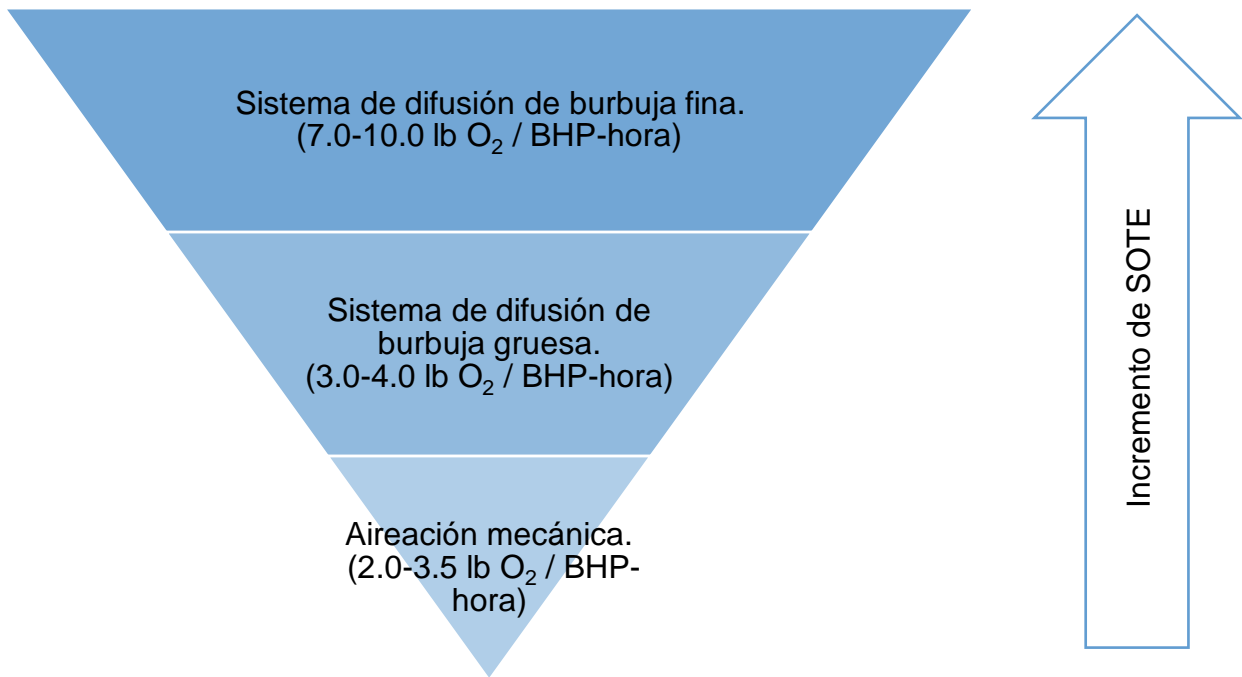 Sistema de difusión de burbuja fina.
(7.0-10.0 lb O₂ / BHP-hora)
Sistema de difusión de
burbuja gruesa.
(3.0-4.0 lb O₂ / BHP-hora)
Aireación mecánica.
(2.0-3.5 lb O₂ / BHP-
hora)
Incremento de SOTE